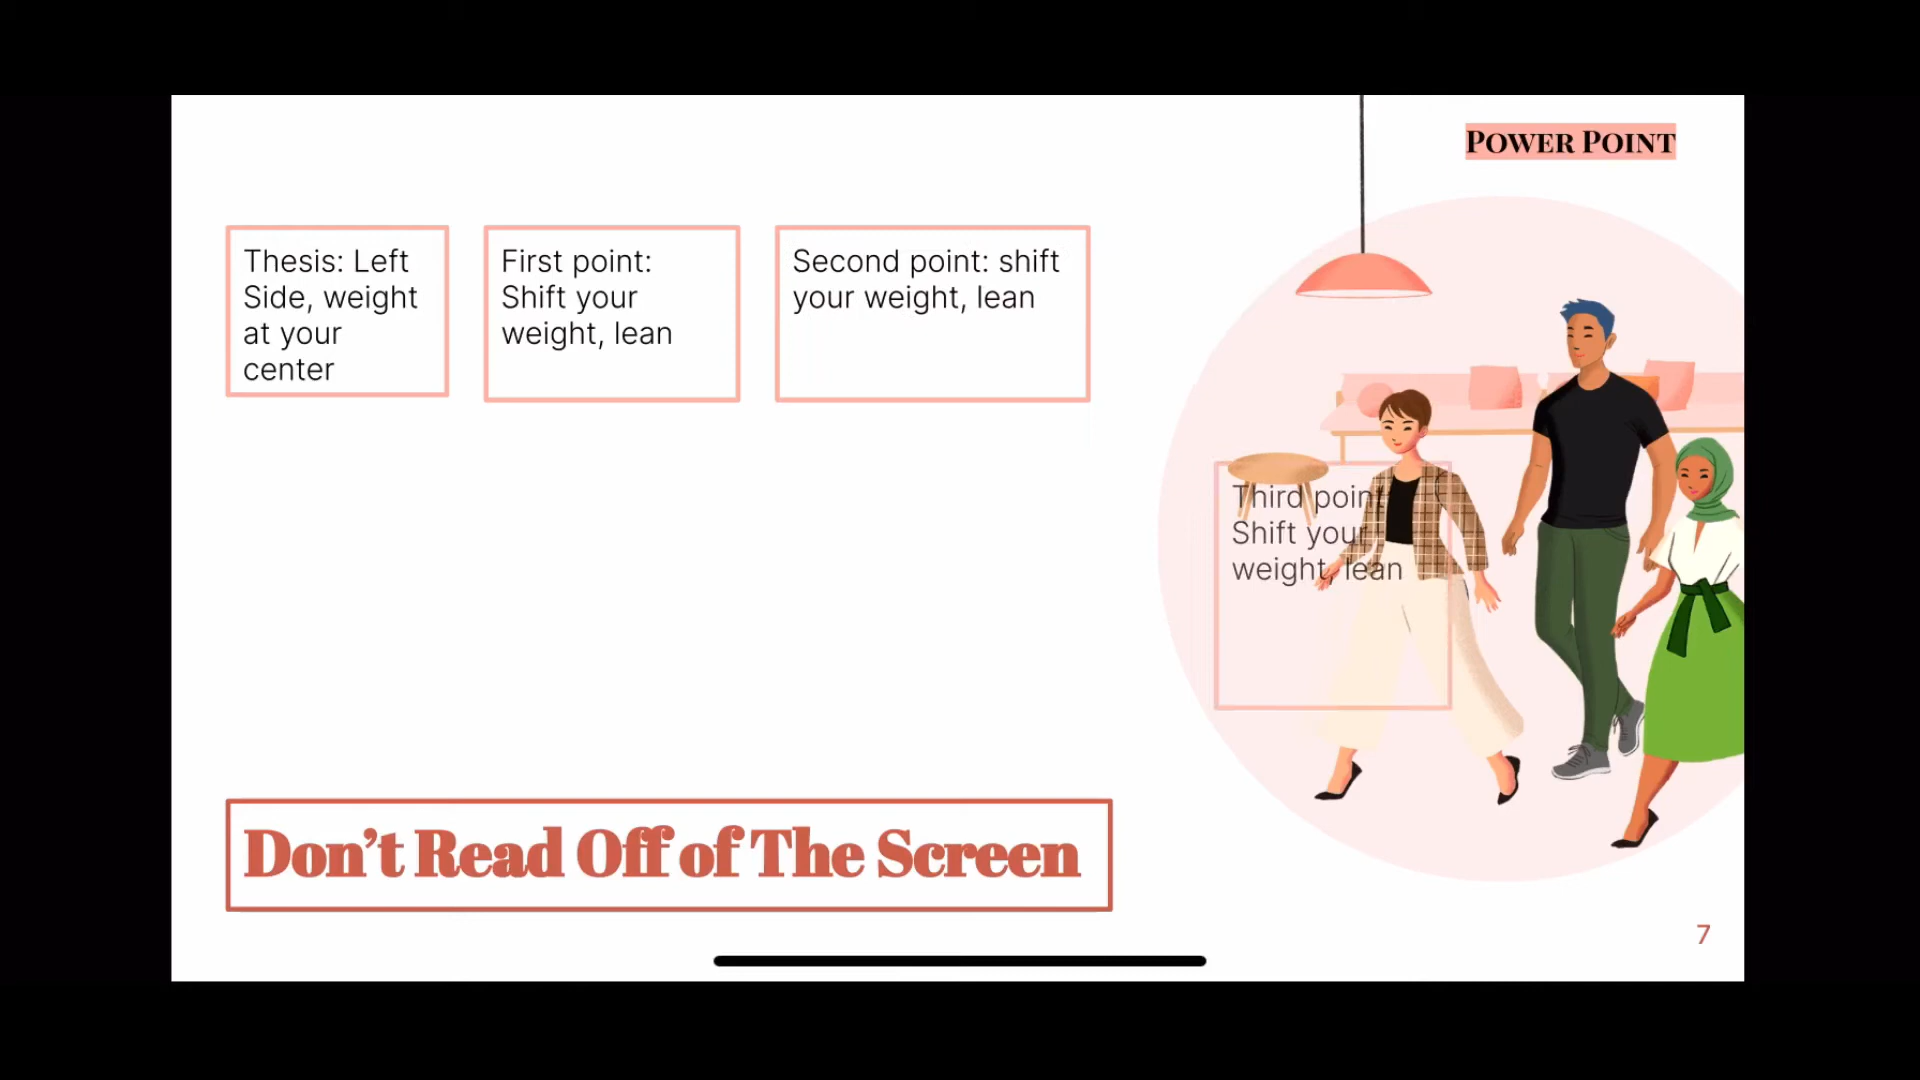 POWER POINT
Thesis: Left
Side, weight
at your
center
First point:
Shift your
weight, lean
Second point: shift
your weight, lean
Third point
Shift your
weight, lean
Don't Read Off of The Screen
7